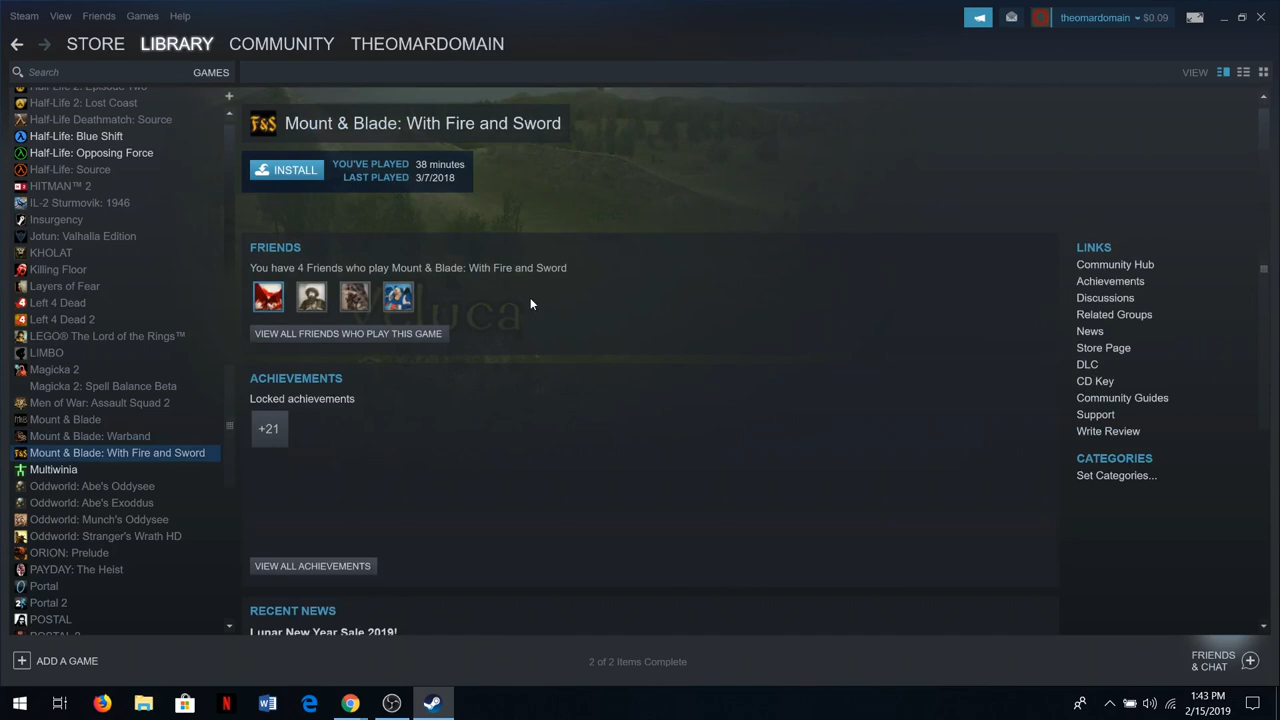 Steam View Friends Games Help theomardomain $0.09
STORE LIBRARY COMMUNITY THEOMARDOMAIN
Search GAMES VIEW
Half-Life 2: Episode Two
Half-Life 2: Lost Coast
Half-Life Deathmatch: Source
Half-Life: Blue Shift
Half-Life: Opposing Force
Half-Life: Source
HITMAN™ 2
IL-2 Sturmovik: 1946
Insurgency
Jotun: Valhalla Edition
KHOLAT
Killing Floor
Layers of Fear
Left 4 Dead
Left 4 Dead 2
LEGO® The Lord of the Rings™
LIMBO
Magicka 2
Magicka 2: Spell Balance Beta
Men of War: Assault Squad 2
Mount & Blade
Mount & Blade: Warband
Mount & Blade: With Fire and Sword
Multiwinia
Oddworld: Abe's Oddysee
Oddworld: Abe's Exoddus
Oddworld: Munch's Oddysee
Oddworld: Stranger's Wrath HD
ORION: Prelude
PAYDAY: The Heist
Portal
Portal 2
POSTAL
POSTAL 2
F&S Mount & Blade: With Fire and Sword
INSTALL
YOU'VE PLAYED 38 minutes
LAST PLAYED 3/7/2018
FRIENDS
You have 4 Friends who play Mount & Blade: With Fire and Sword
VIEW ALL FRIENDS WHO PLAY THIS GAME
ACHIEVEMENTS
Locked achievements
+21
VIEW ALL ACHIEVEMENTS
RECENT NEWS
Lunar New Year Sale 2019!
LINKS
Community Hub
Achievements
Discussions
Related Groups
News
Store Page
DLC
CD Key
Community Guides
Support
Write Review
CATEGORIES
Set Categories...
ADD A GAME
2 of 2 Items Complete
FRIENDS
& CHAT
1:43 PM
2/15/2019